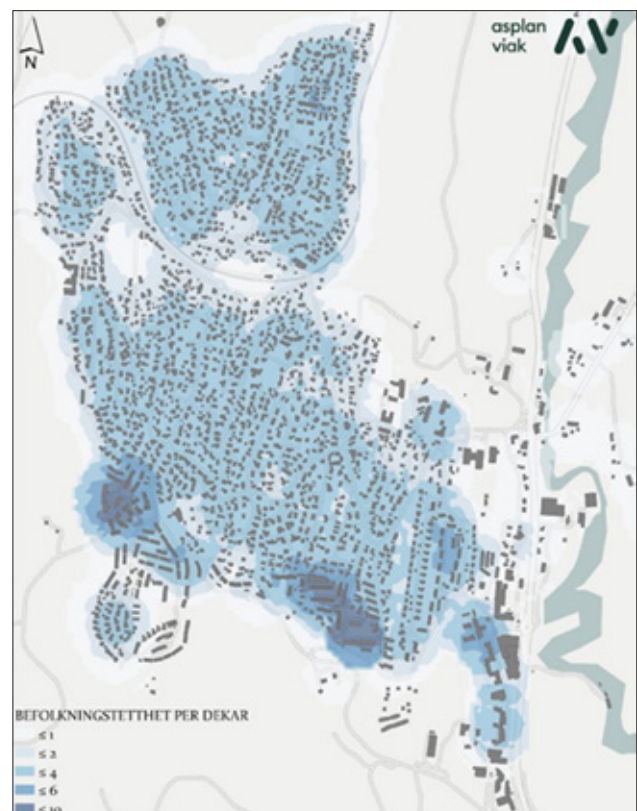 N
asplan
viak
BEFOLKNINGSTETTHET PER DEKAR
≤ 1
≤ 2
≤ 4
≤ 6
≤ 10